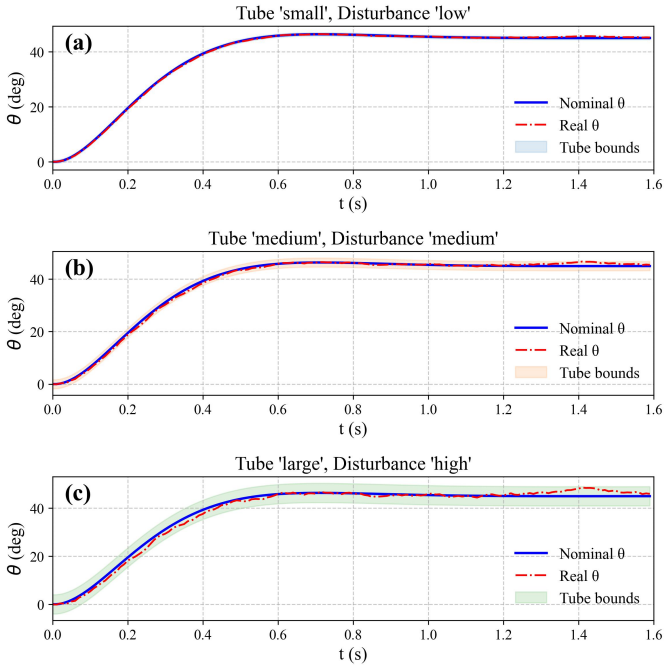 Tube 'small', Disturbance 'low'
(a)
θ (deg)
40
20
0
Nominal θ
Real θ
Tube bounds
0.0 0.2 0.4 0.6 0.8 1.0 1.2 1.4 1.6
t (s)
Tube 'medium', Disturbance 'medium'
(b)
θ (deg)
40
20
0
Nominal θ
Real θ
Tube bounds
0.0 0.2 0.4 0.6 0.8 1.0 1.2 1.4 1.6
t (s)
Tube 'large', Disturbance 'high'
(c)
θ (deg)
40
20
0
Nominal θ
Real θ
Tube bounds
0.0 0.2 0.4 0.6 0.8 1.0 1.2 1.4 1.6
t (s)